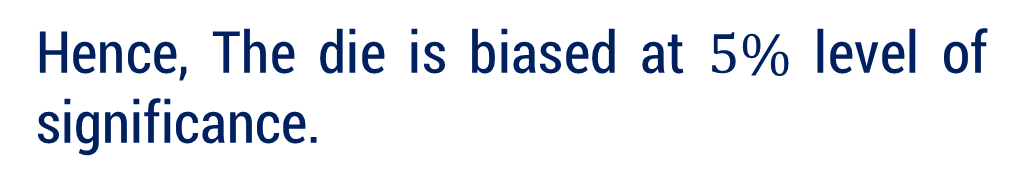 Hence, The die is biased at 5% level of
significance.